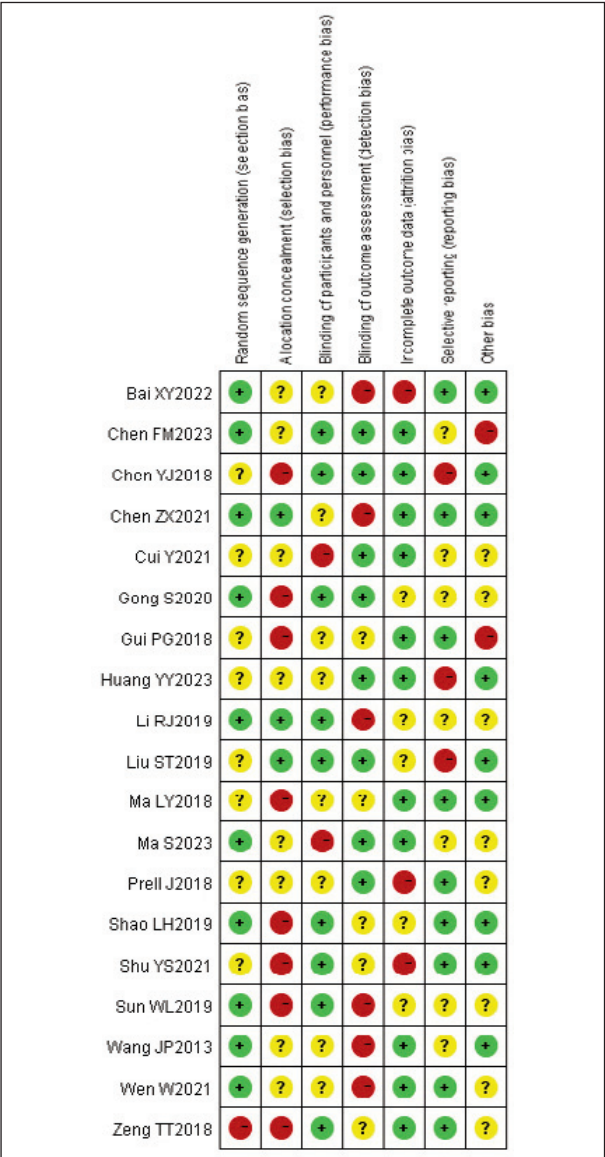 Random sequence generation (selection bias)
Allocation concealment (selection bias)
Blinding of participants and personnel (performance bias)
Blinding of outcome assessment (detection bias)
Incomplete outcome data (attrition bias)
Selective reporting (reporting bias)
Other bias
Bai XY2022 + ? ? - - + +
Chen FM2023 + ? + + + ? -
Chen YJ2018 ? - + + + - +
Chen ZX2021 + + ? - + + +
Cui Y2021 ? ? - + + ? ?
Gong S2020 + - + + ? ? ?
Gui PG2018 ? - ? ? + + -
Huang YY2023 ? ? ? + + - +
Li RJ2019 + + + - ? ? ?
Liu ST2019 ? + + + ? - +
Ma LY2018 ? - ? ? + + +
Ma S2023 + ? - + + ? ?
Prell J2018 ? ? ? + - + ?
Shao LH2019 + - + ? ? + +
Shu YS2021 ? - + ? - + +
Sun WL2019 + - + - ? ? ?
Wang JP2013 + ? ? - + ? +
Wen W2021 + ? ? - + + ?
Zeng TT2018 - - + ? + + ?